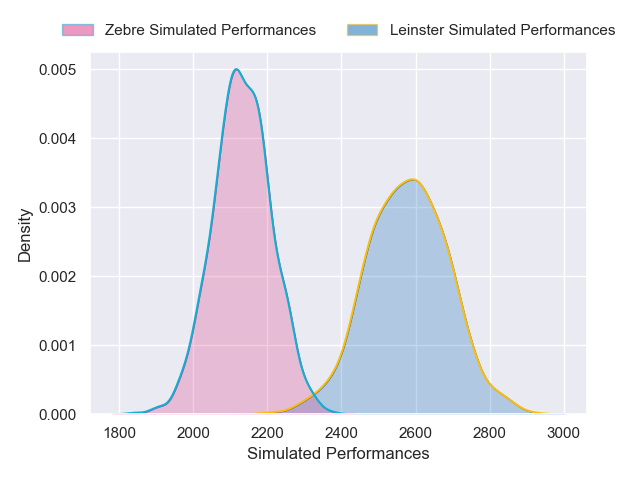 Zebre Simulated Performances Leinster Simulated Performances
0.005
0.004
0.003
0.002
0.001
0.000
Density
1800 2000 2200 2400 2600 2800 3000
Simulated Performances